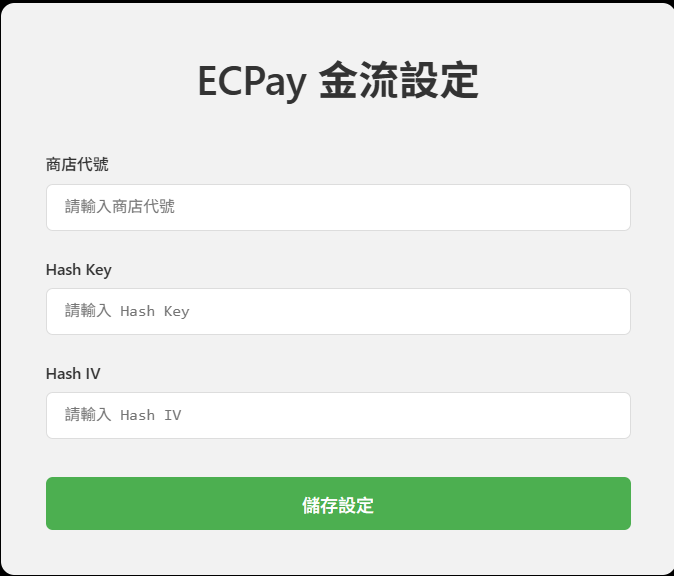 ECPay 金流設定
商店代號
請輸入商店代號
Hash Key
請輸入 Hash Key
Hash IV
請輸入 Hash IV
儲存設定